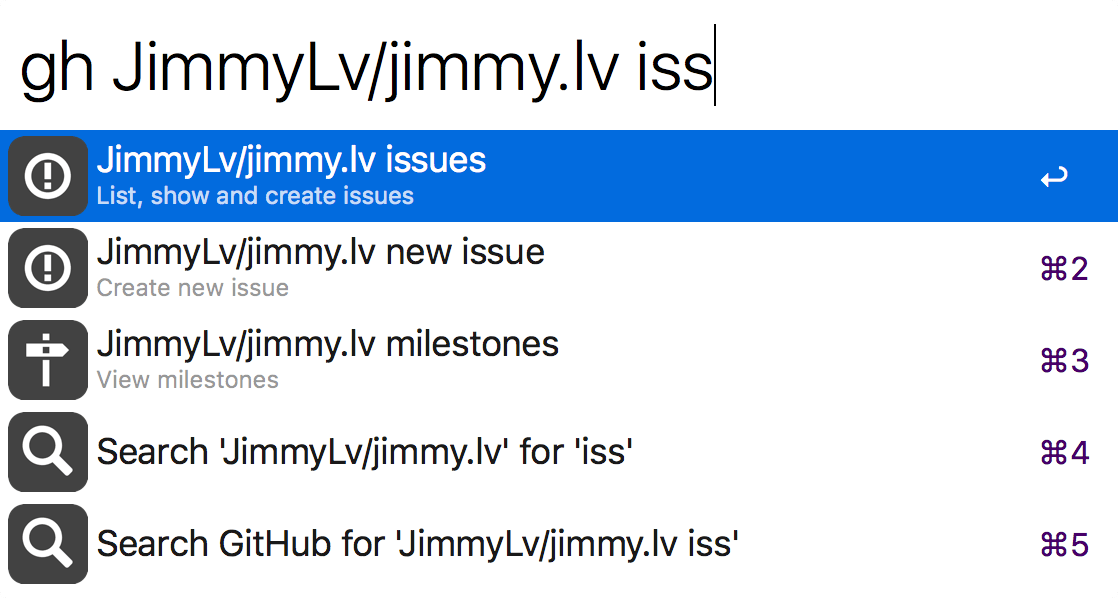 gh JimmyLv/jimmy.lv iss
JimmyLv/jimmy.lv issues
List, show and create issues
JimmyLv/jimmy.lv new issue
⌘2
Create new issue
JimmyLv/jimmy.lv milestones
⌘3
View milestones
Search 'JimmyLv/jimmy.lv' for 'iss'
⌘4
Search GitHub for 'JimmyLv/jimmy.lv iss'
⌘5